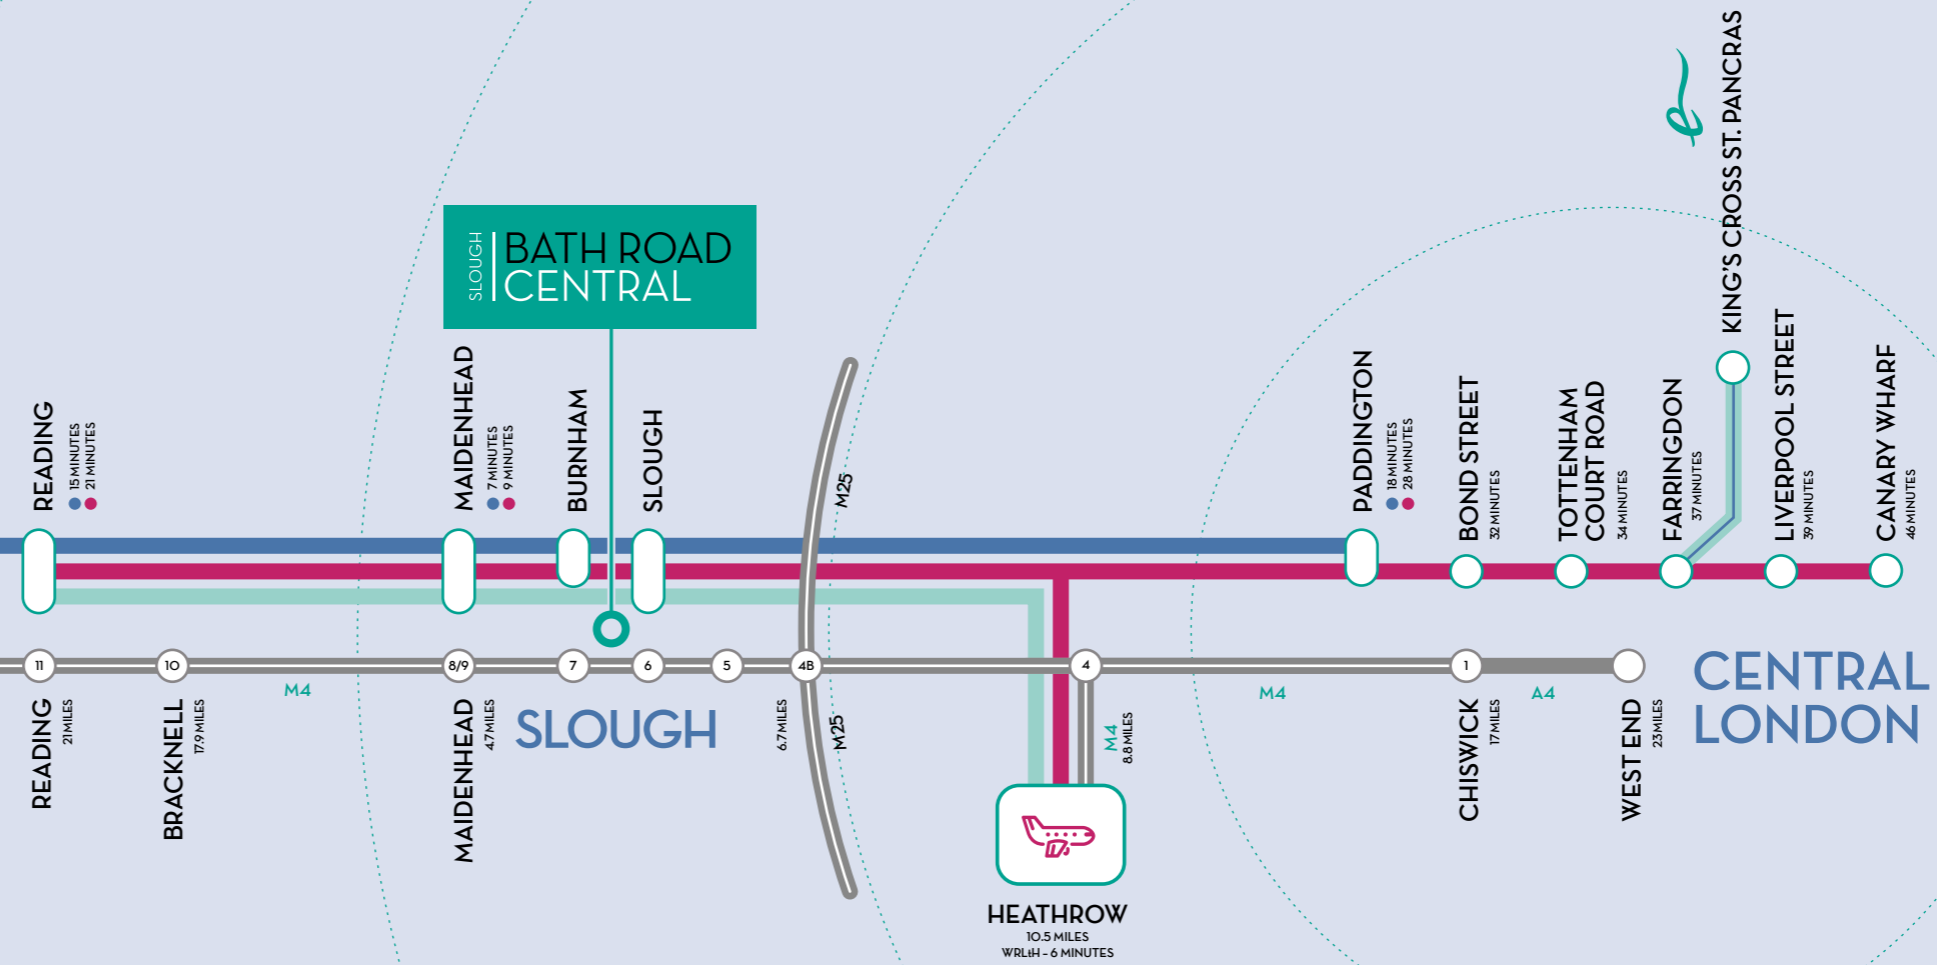 SLOUGH
BATH ROAD
CENTRAL
READING
15 MINUTES
21 MINUTES
MAIDENHEAD
7 MINUTES
9 MINUTES
BURNHAM
SLOUGH
M25
PADDINGTON
18 MINUTES
28 MINUTES
BOND STREET
32 MINUTES
TOTTENHAM
COURT ROAD
34 MINUTES
FARRINGDON
37 MINUTES
KING'S CROSS ST. PANCRAS
e
LIVERPOOL STREET
39 MINUTES
CANARY WHARF
46 MINUTES
11
10
8/9
7
6
5
4B
4
1
READING
21 MILES
BRACKNELL
17.9 MILES
M4
MAIDENHEAD
4.7 MILES
SLOUGH
6.7 MILES
M25
M4
8.8 MILES
M4
CHISWICK
17 MILES
A4
WEST END
23 MILES
CENTRAL
LONDON
HEATHROW
10.5 MILES
WRLtH - 6 MINUTES